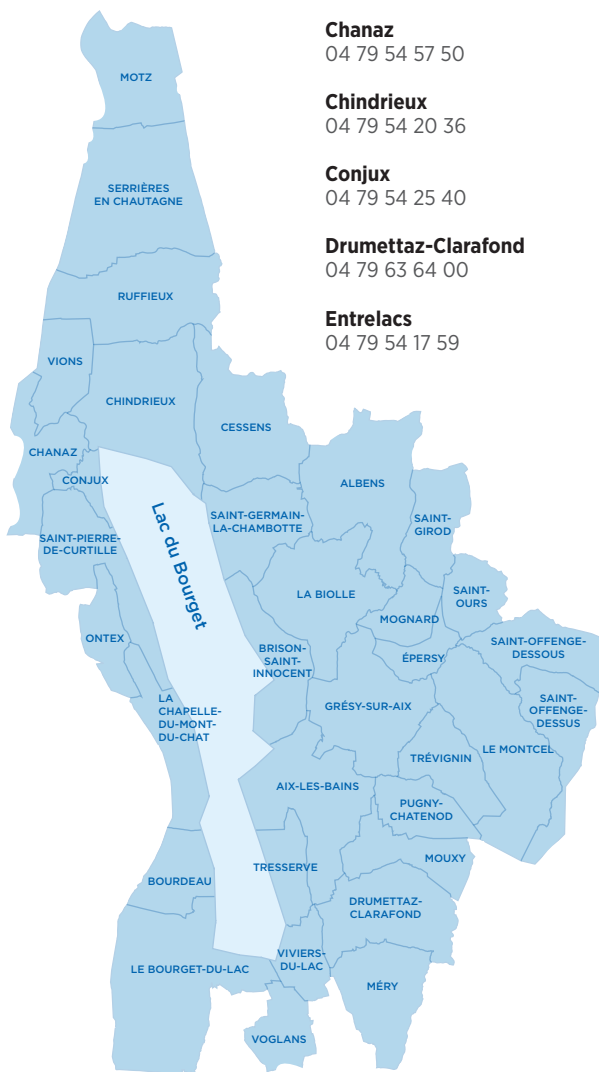 Chanaz
04 79 54 57 50
Chindrieux
04 79 54 20 36
Conjux
04 79 54 25 40
Drumettaz-Clarafond
04 79 63 64 00
Entrelacs
04 79 54 17 59
MOTZ
SERRIÈRES
EN CHAUTAGNE
RUFFIEUX
VIONS
CHINDRIEUX
CESSENS
CHANAZ
CONJUX
ALBENS
SAINT-PIERRE-
DE-CURTILLE
Lac du Bourget
SAINT-GERMAIN-
LA-CHAMBOTTE
SAINT-
GIROD
LA BIOLLE
MOGNARD
SAINT-
OURS
ONTEX
BRISON-
SAINT-
INNOCENT
ÉPERSY
SAINT-OFFENGE-
DESSOUS
LA
CHAPELLE-
DU-MONT-
DU-CHAT
GRÉSY-SUR-AIX
SAINT-
OFFENGE-
DESSUS
TRÉVIGNIN
LE MONTCEL
AIX-LES-BAINS
PUGNY-
CHATENOD
BOURDEAU
TRESSERVE
MOUXY
DRUMETTAZ-
CLARAFOND
LE BOURGET-DU-LAC
VIVIERS-
DU-LAC
MÉRY
VOGLANS